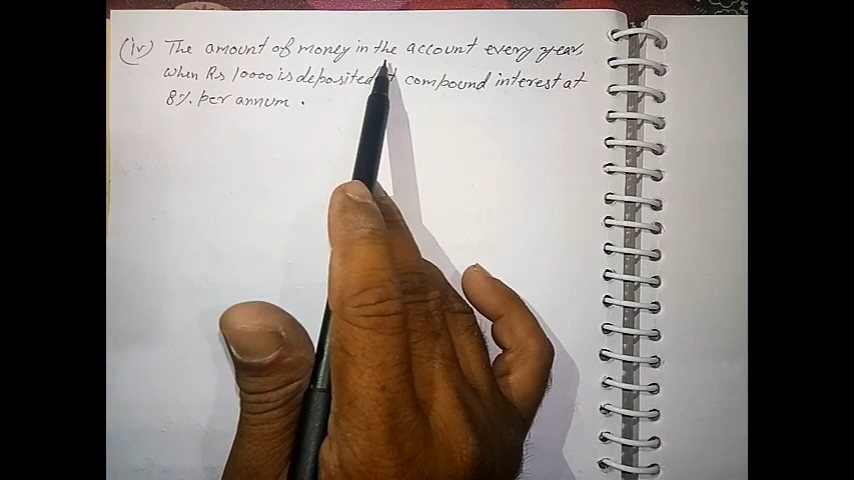 (iv) The amount of money in the account every year,
when Rs 10000 is deposited at compound interest at
8% per annum.